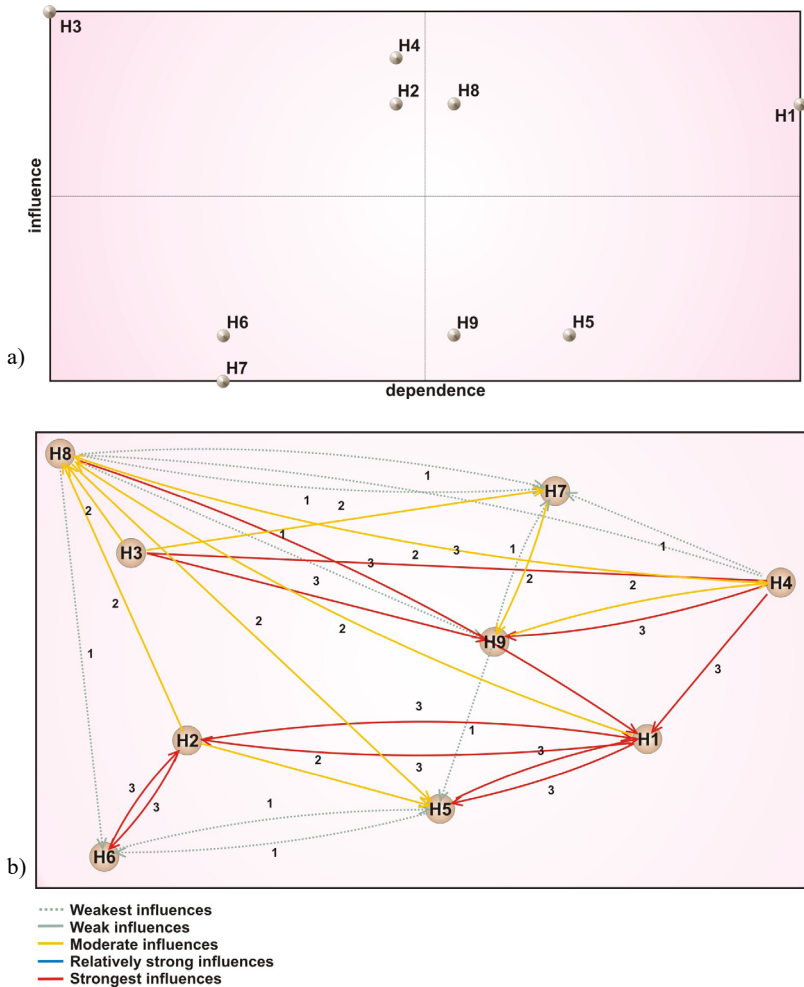 H3
H4
H2
H8
H1
influence
H6
H9
H5
H7
a)
dependence
H8
1
H7
1
2
2
1
1
1
H3
3
2
3
H4
3
2
2
2
2
2
H9
3
1
3
3
H2
1
H1
2
3
3
3
3
1
H5
3
1
b)
H6
Weakest influences
Weak influences
Moderate influences
Relatively strong influences
Strongest influences